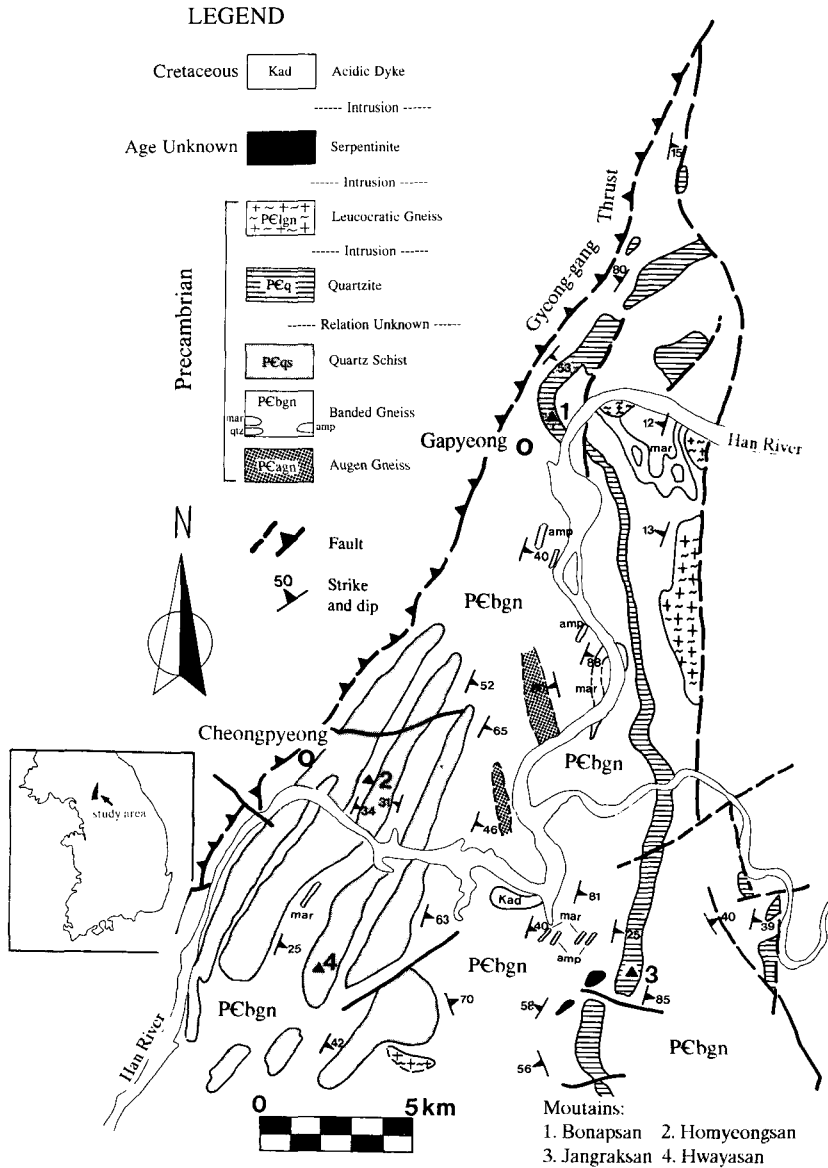 LEGEND
Cretaceous
Kad
Acidic Dyke
Intrusion
Age Unknown
Serpentinite
Intrusion
Precambrian
PЄlgn
Leucocratic Gneiss
Intrusion
PЄq
Quartzite
Relation Unknown
PЄqs
Quartz Schist
PЄbgn
mar
qtz
amp
Banded Gneiss
PЄagn
Augen Gneiss
N
Fault
50
Strike
and dip
15
Gyeong-gang Thrust
80
53
1
Gapyeong
12
mar
Han River
amp
40
13
PЄbgn
amp
88
mar
52
65
Cheongpyeong
PЄbgn
2
34
31
46
study area
mar
63
Kad
81
40
mar
amp
25
40
39
25
4
PЄbgn
3
85
70
58
PЄbgn
PЄbgn
42
56
Han River
0
5 km
Moutains:
1. Bonapsan 2. Homyeongsan
3. Jangraksan 4. Hwayasan